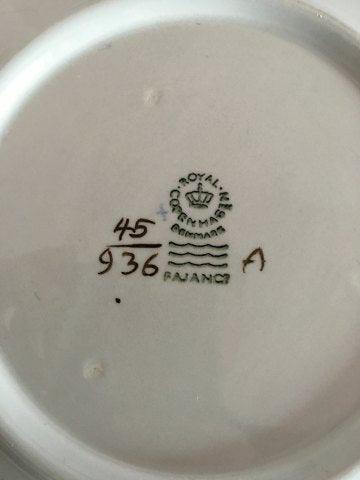 ROYAL
COPENHAGEN
DENMARK
45
936
FAJANCE
A